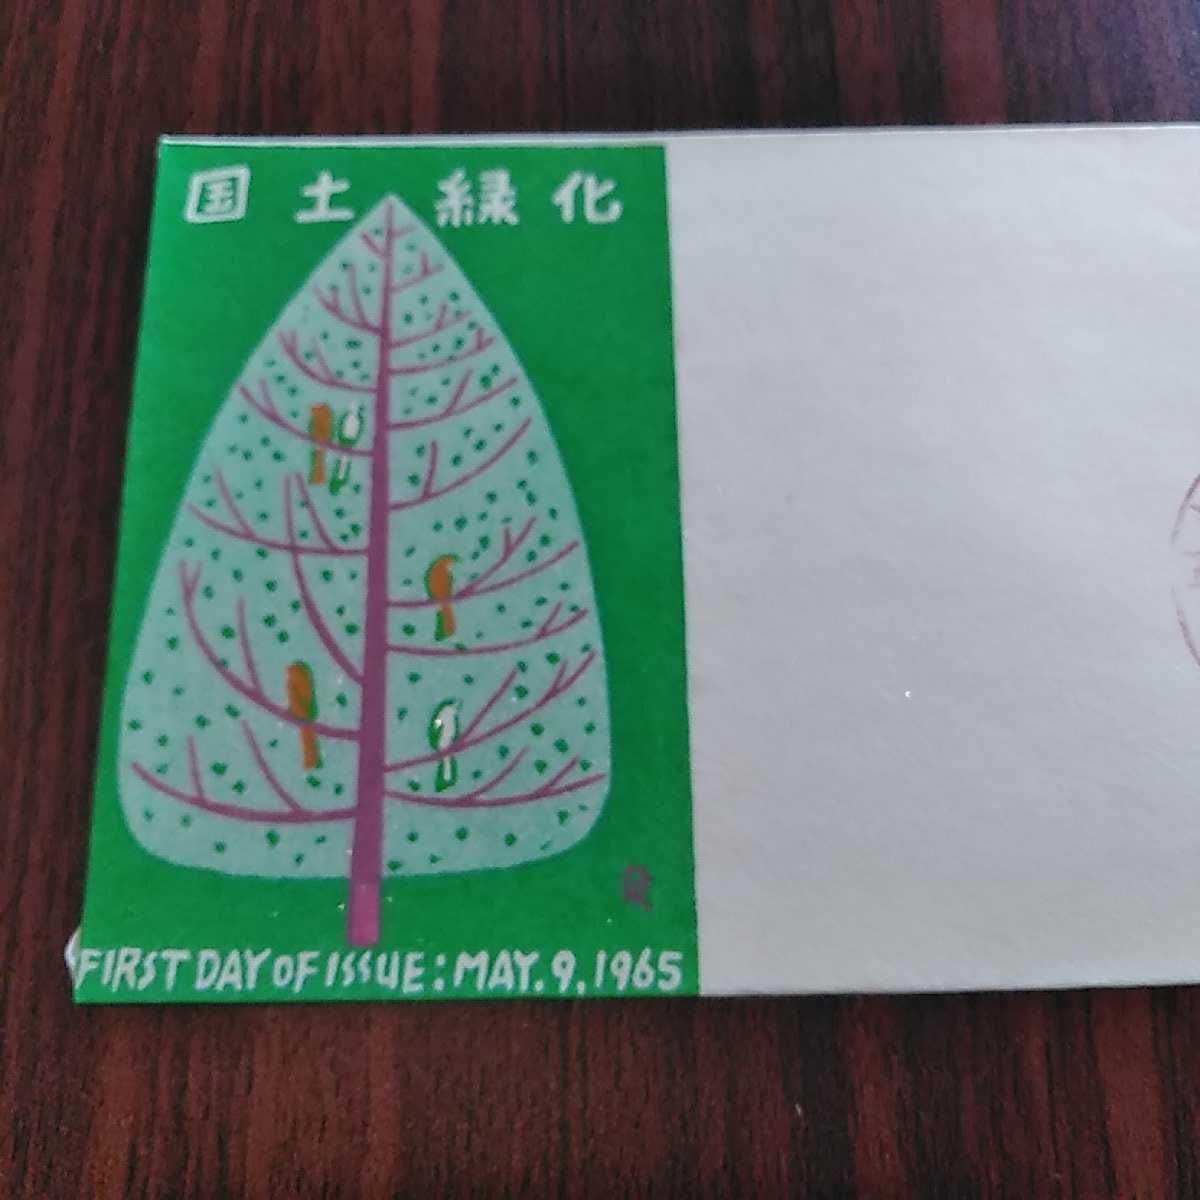 国土緑化
FIRST DAY OF ISSUE: MAY. 9, 1965